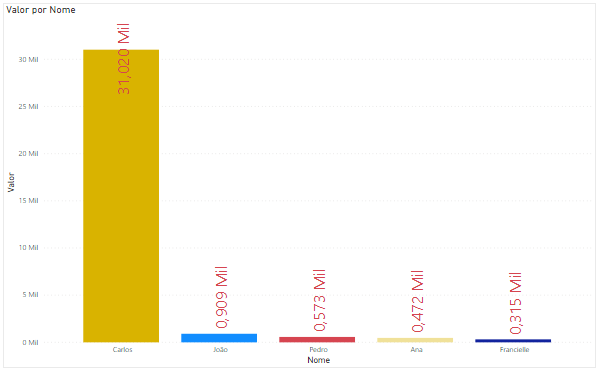 Valor por Nome
Valor
30 Mil
25 Mil
20 Mil
15 Mil
10 Mil
5 Mil
0 Mil
31,020 Mil
0,909 Mil
0,573 Mil
0,472 Mil
0,315 Mil
Carlos
João
Pedro
Ana
Francielle
Nome